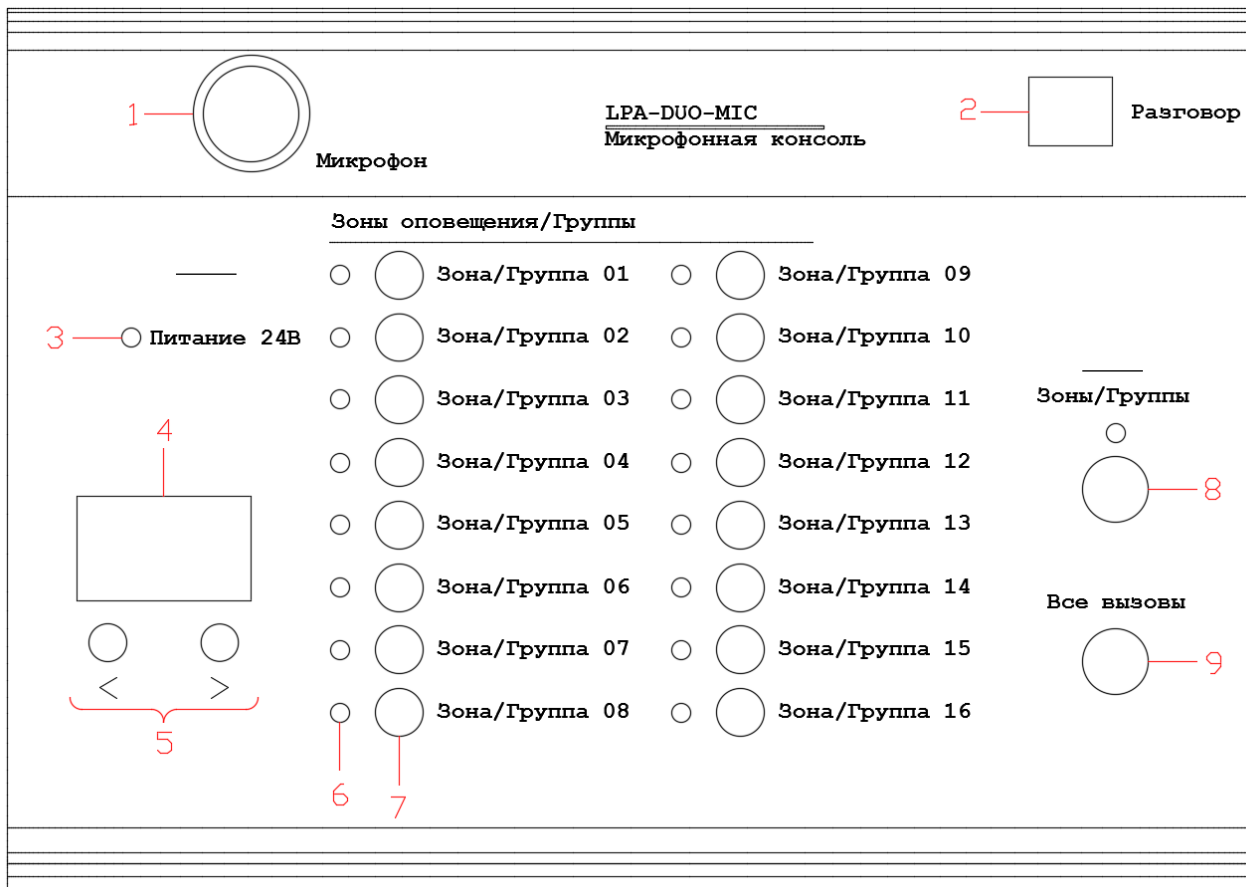 1
Микрофон
LPA-DUO-MIC
Микрофонная консоль
2
Разговор
Зоны оповещения/Группы
3
Питание 24В
4
<
>
5
Зона/Группа 01
Зона/Группа 02
Зона/Группа 03
Зона/Группа 04
Зона/Группа 05
Зона/Группа 06
Зона/Группа 07
Зона/Группа 08
6
7
Зона/Группа 09
Зона/Группа 10
Зона/Группа 11
Зона/Группа 12
Зона/Группа 13
Зона/Группа 14
Зона/Группа 15
Зона/Группа 16
Зоны/Группы
8
Все вызовы
9